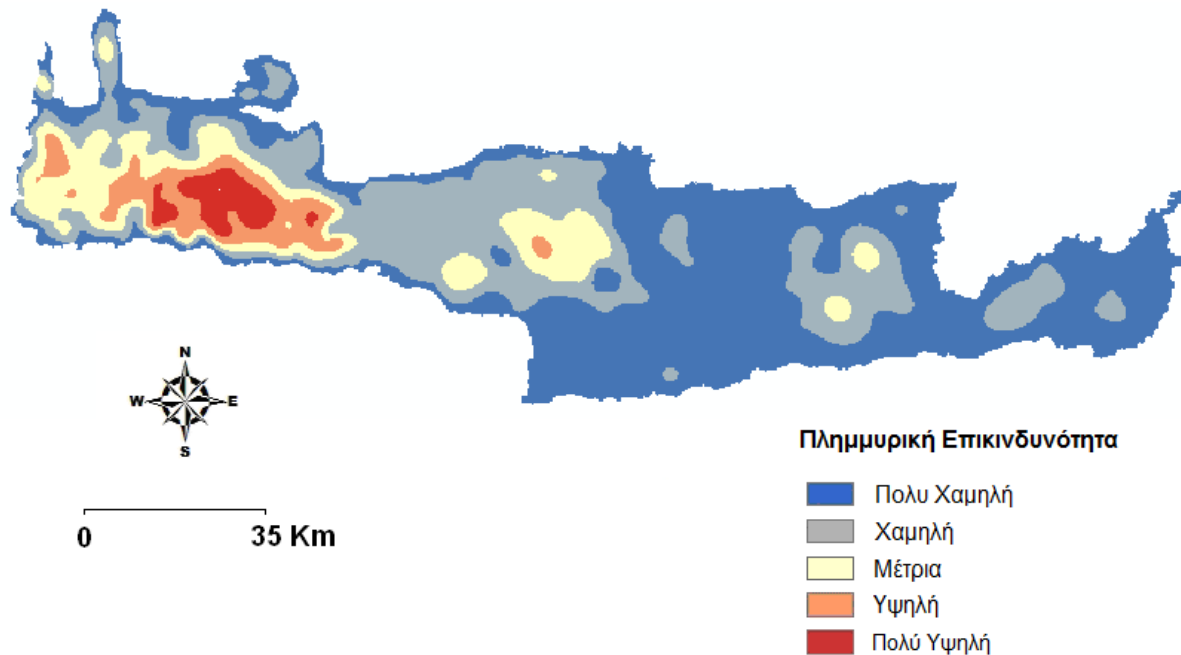 N
W E
S
0 35 Km
Πλημμυρική Επικινδυνότητα
Πολυ Χαμηλή
Χαμηλή
Μέτρια
Υψηλή
Πολύ Υψηλή